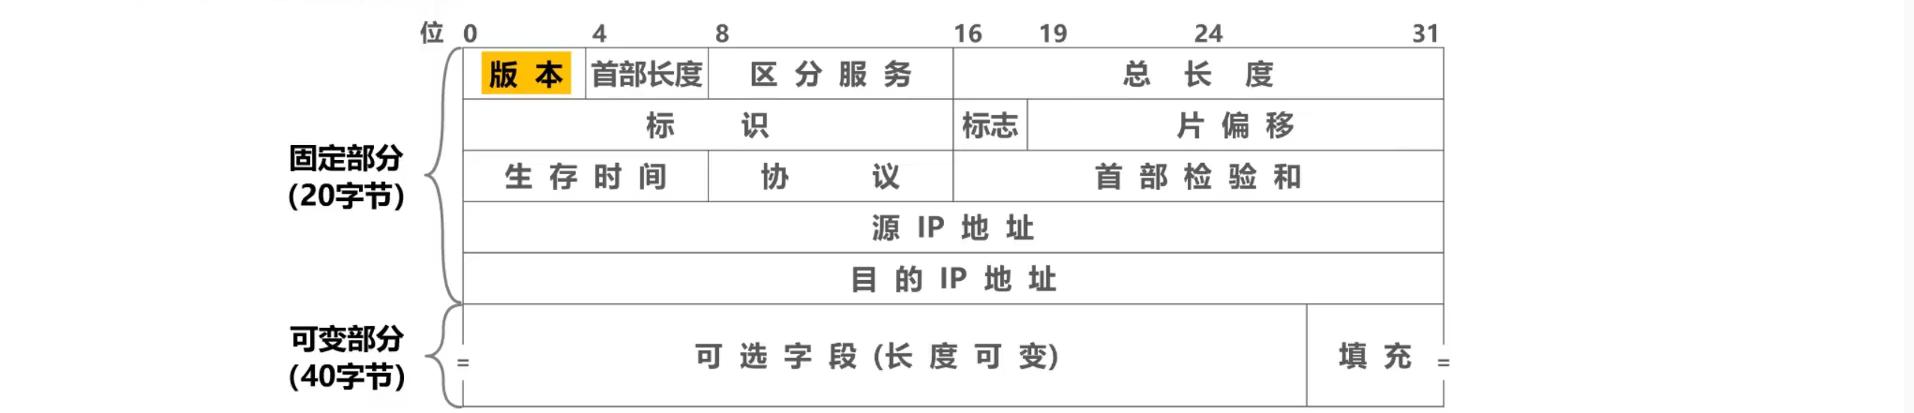 位 0 4 8 16 19 24 31
版 本 首部长度 区 分 服 务 总 长 度
标 识 标志 片 偏 移
固定部分
(20字节)
生 存 时 间 协 议 首 部 检 验 和
源 IP 地 址
目 的 IP 地 址
可变部分
(40字节)
= 可 选 字 段 (长 度 可 变) 填 充 =